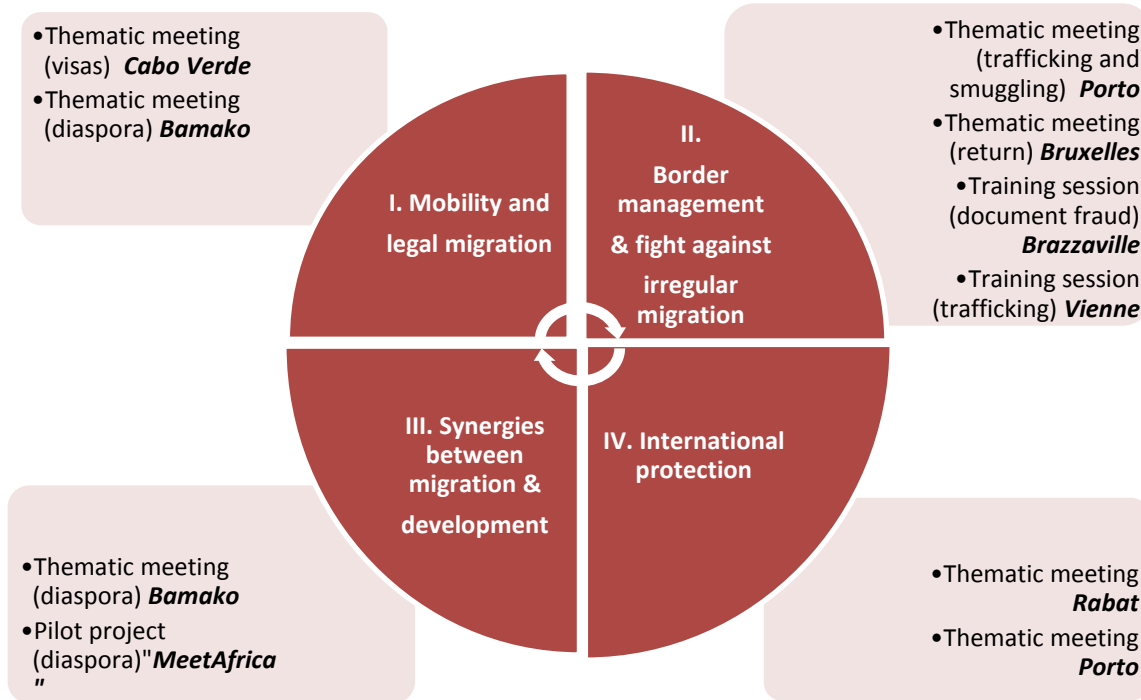 •Thematic meeting
(visas) Cabo Verde
•Thematic meeting
(diaspora) Bamako
•Thematic meeting
(trafficking and
smuggling) Porto
•Thematic meeting
(return) Bruxelles
•Training session
(document fraud)
Brazzaville
•Training session
(trafficking) Vienne
I. Mobility and
legal migration
II.
Border
management
& fight against
irregular
migration
III. Synergies
between
migration &
development
IV. International
protection
•Thematic meeting
(diaspora) Bamako
•Pilot project
(diaspora)"MeetAfrica
"
•Thematic meeting
Rabat
•Thematic meeting
Porto